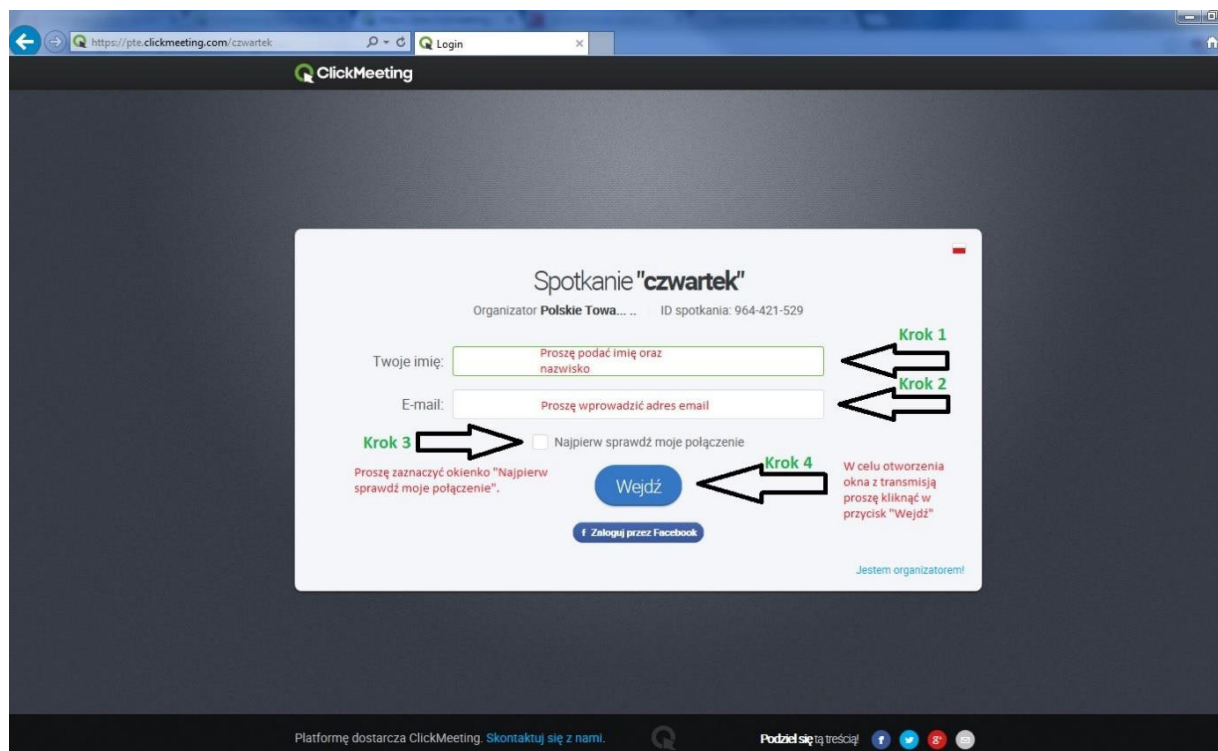 https://pte.clickmeeting.com/czwartek
Login
ClickMeeting
Spotkanie "czwartek"
Organizator Polskie Towa... .. ID spotkania: 964-421-529
Krok 1
Twoje imię:
Proszę podać imię oraz
nazwisko
Krok 2
E-mail:
Proszę wprowadzić adres email
Krok 3
Najpierw sprawdź moje połączenie
Proszę zaznaczyć okienko "Najpierw
sprawdź moje połączenie".
Wejdź
Krok 4
W celu otworzenia
okna z transmisją
proszę kliknąć w
przycisk "Wejdź"
f Zaloguj przez Facebook
Jestem organizatorem!
Platformę dostarcza ClickMeeting. Skontaktuj się z nami.
Podziel się tą treścią!